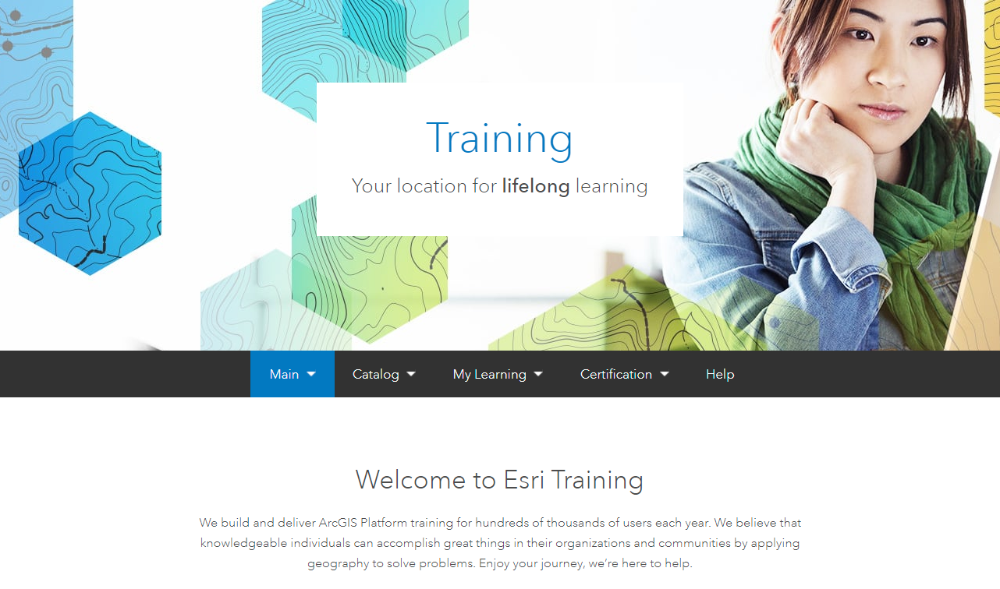 Training
Your location for lifelong learning
Main
Catalog
My Learning
Certification
Help
Welcome to Esri Training
We build and deliver ArcGIS Platform training for hundreds of thousands of users each year. We believe that
knowledgeable individuals can accomplish great things in their organizations and communities by applying
geography to solve problems. Enjoy your journey, we’re here to help.